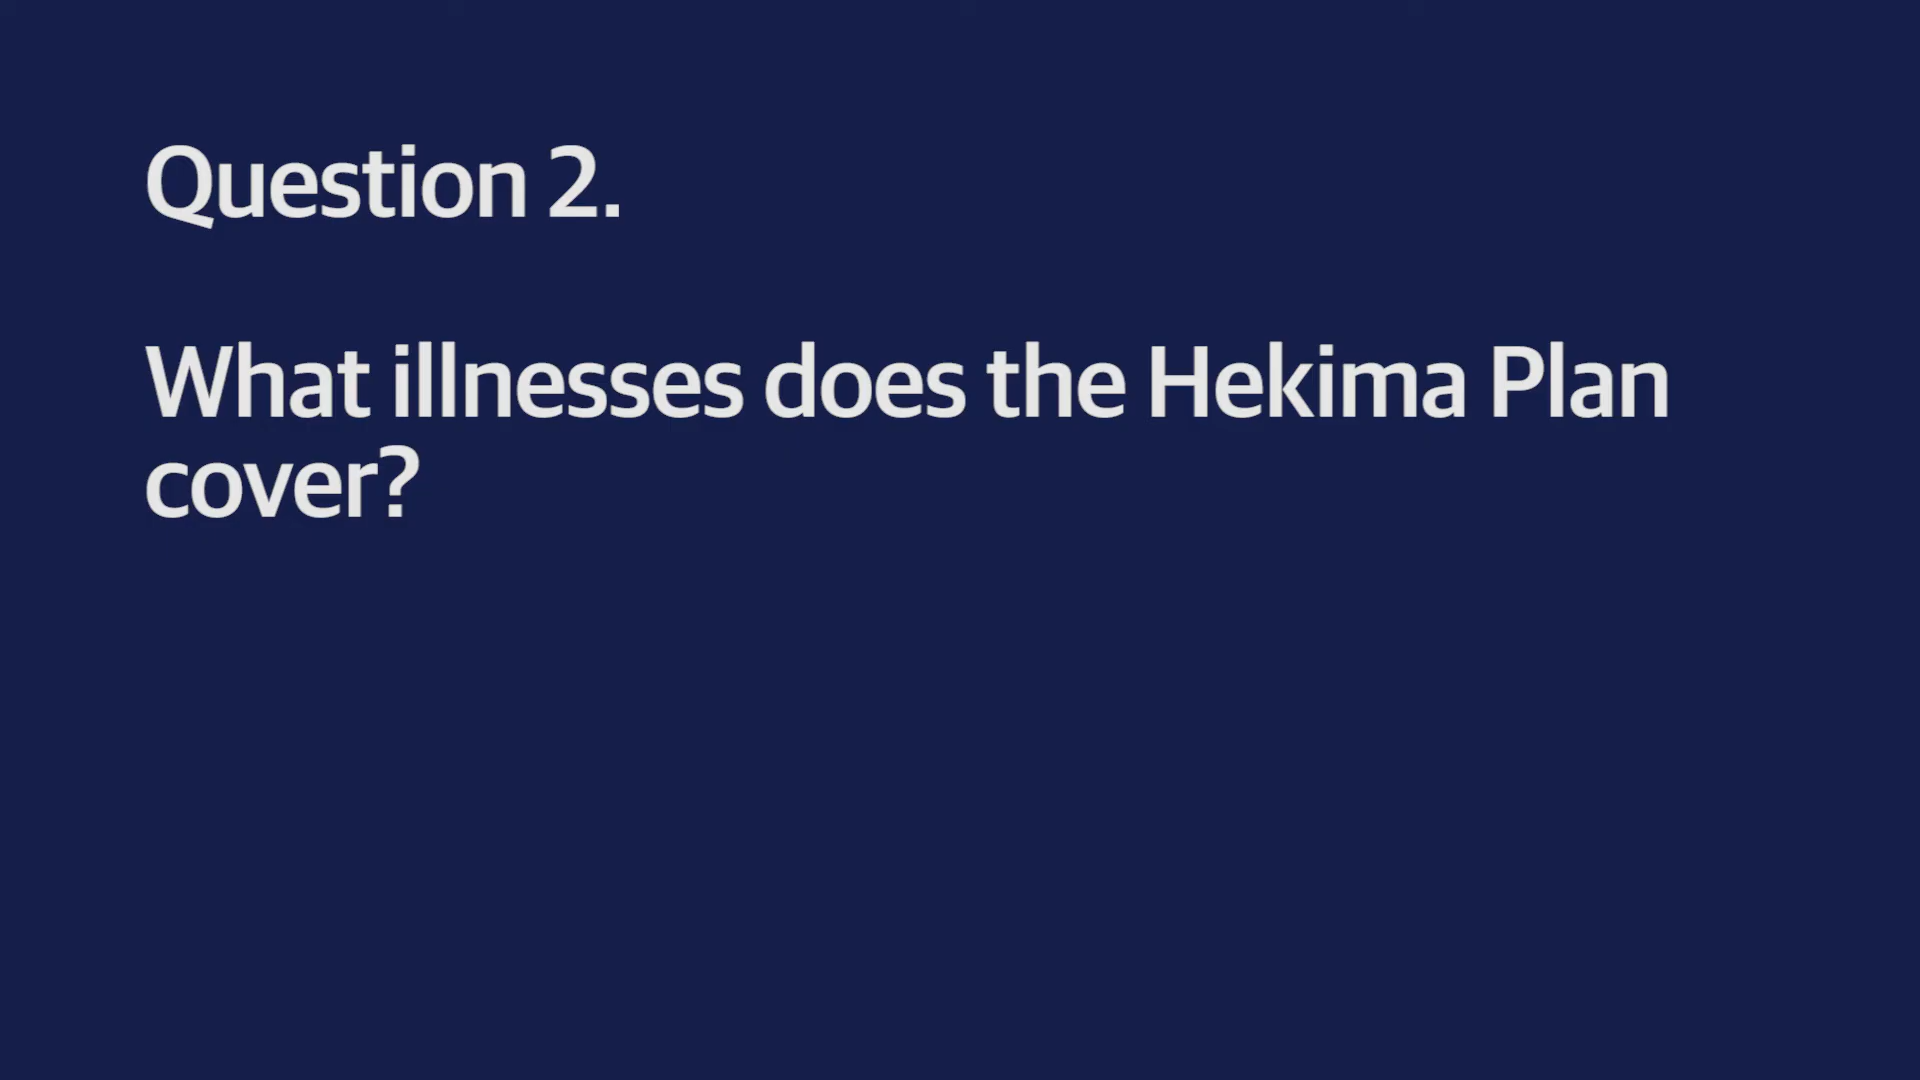 Question 2.
What illnesses does the Hekima Plan
cover?